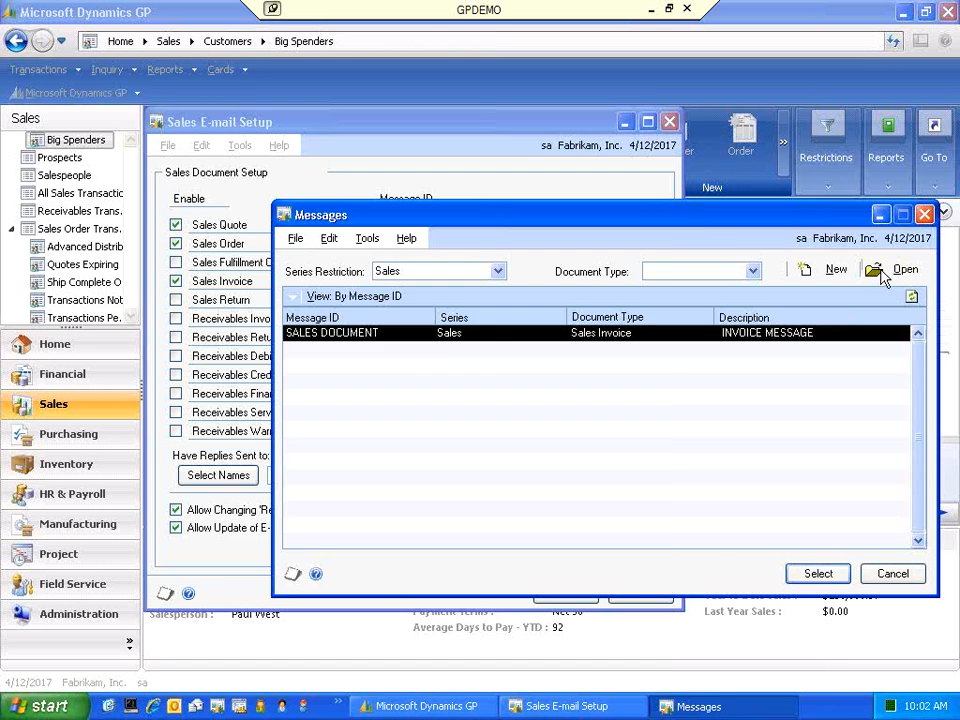 Microsoft Dynamics GP
GPDEMO
Home
Sales
Customers
Big Spenders
Transactions
Inquiry
Reports
Cards
Microsoft Dynamics GP
Sales
Big Spenders
Prospects
Salespeople
All Sales Transactic
Receivables Trans.
Sales Order Trans.
Advanced Distrib
Quotes Expiring
Ship Complete O
Transactions Not
Transactions Pe.
Home
Financial
Sales
Purchasing
Inventory
HR & Payroll
Manufacturing
Project
Field Service
Administration
Sales E-mail Setup
File
Edit
Tools
Help
sa Fabrikam, Inc. 4/12/2017
Sales Document Setup
Enable
Message ID
Sales Quote
Sales Order
Sales Fulfillment C
Sales Invoice
Sales Return
Receivables Invo
Receivables Retu
Receivables Debi
Receivables Cred
Receivables Finar
Receivables Serv
Receivables War
Have Replies Sent to:
Select Names
Allow Changing 'Re
Allow Update of E-
er
Order
New
Restrictions
Reports
Go To
Messages
File
Edit
Tools
Help
sa Fabrikam, Inc. 4/12/2017
Series Restriction:
Sales
Document Type:
New
Open
View: By Message ID
Message ID
Series
Document Type
Description
SALES DOCUMENT
Sales
Sales Invoice
INVOICE MESSAGE
Select
Cancel
Salesperson :
Paul West
Payment Terms :
Net 30
Average Days to Pay - YTD :
92
Last Year Sales :
$0.00
4/12/2017
Fabrikam, Inc.
sa
start
Microsoft Dynamics GP
Sales E-mail Setup
Messages
10:02 AM